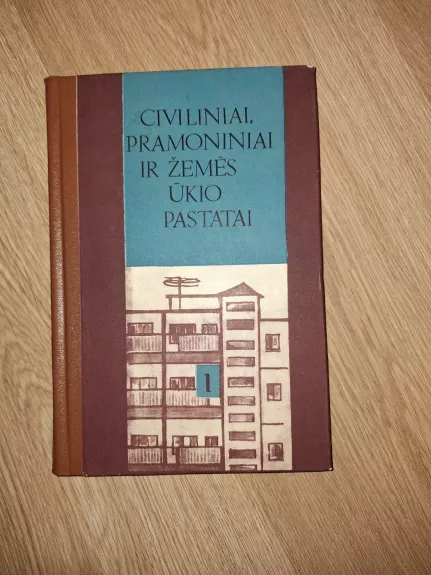 CIVILINIAI,
PRAMONINIAI
IR ŽEMĖS
ŪKIO
PASTATAI
1